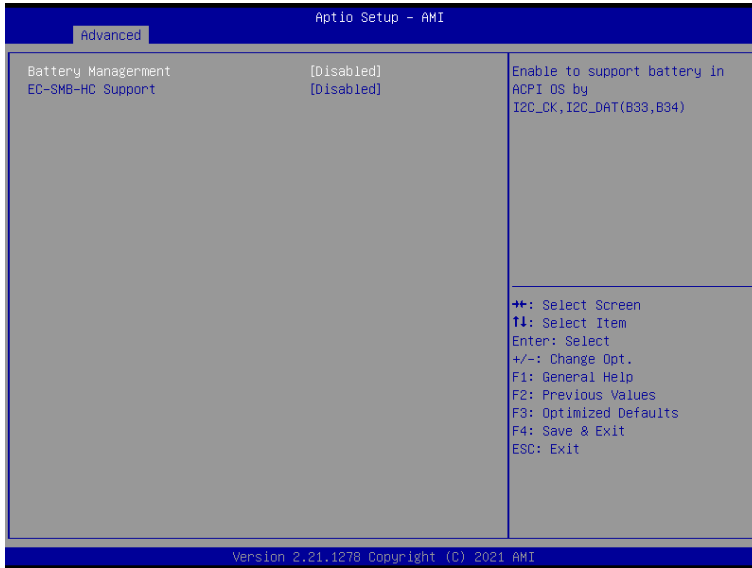 Aptio Setup - AMI
Advanced
Battery Managerment [Disabled]
EC-SMB-HC Support [Disabled]
Enable to support battery in
ACPI OS by
I2C_CK,I2C_DAT(B33,B34)
→←: Select Screen
↑↓: Select Item
Enter: Select
+/-: Change Opt.
F1: General Help
F2: Previous Values
F3: Optimized Defaults
F4: Save & Exit
ESC: Exit
Version 2.21.1278 Copyright (C) 2021 AMI